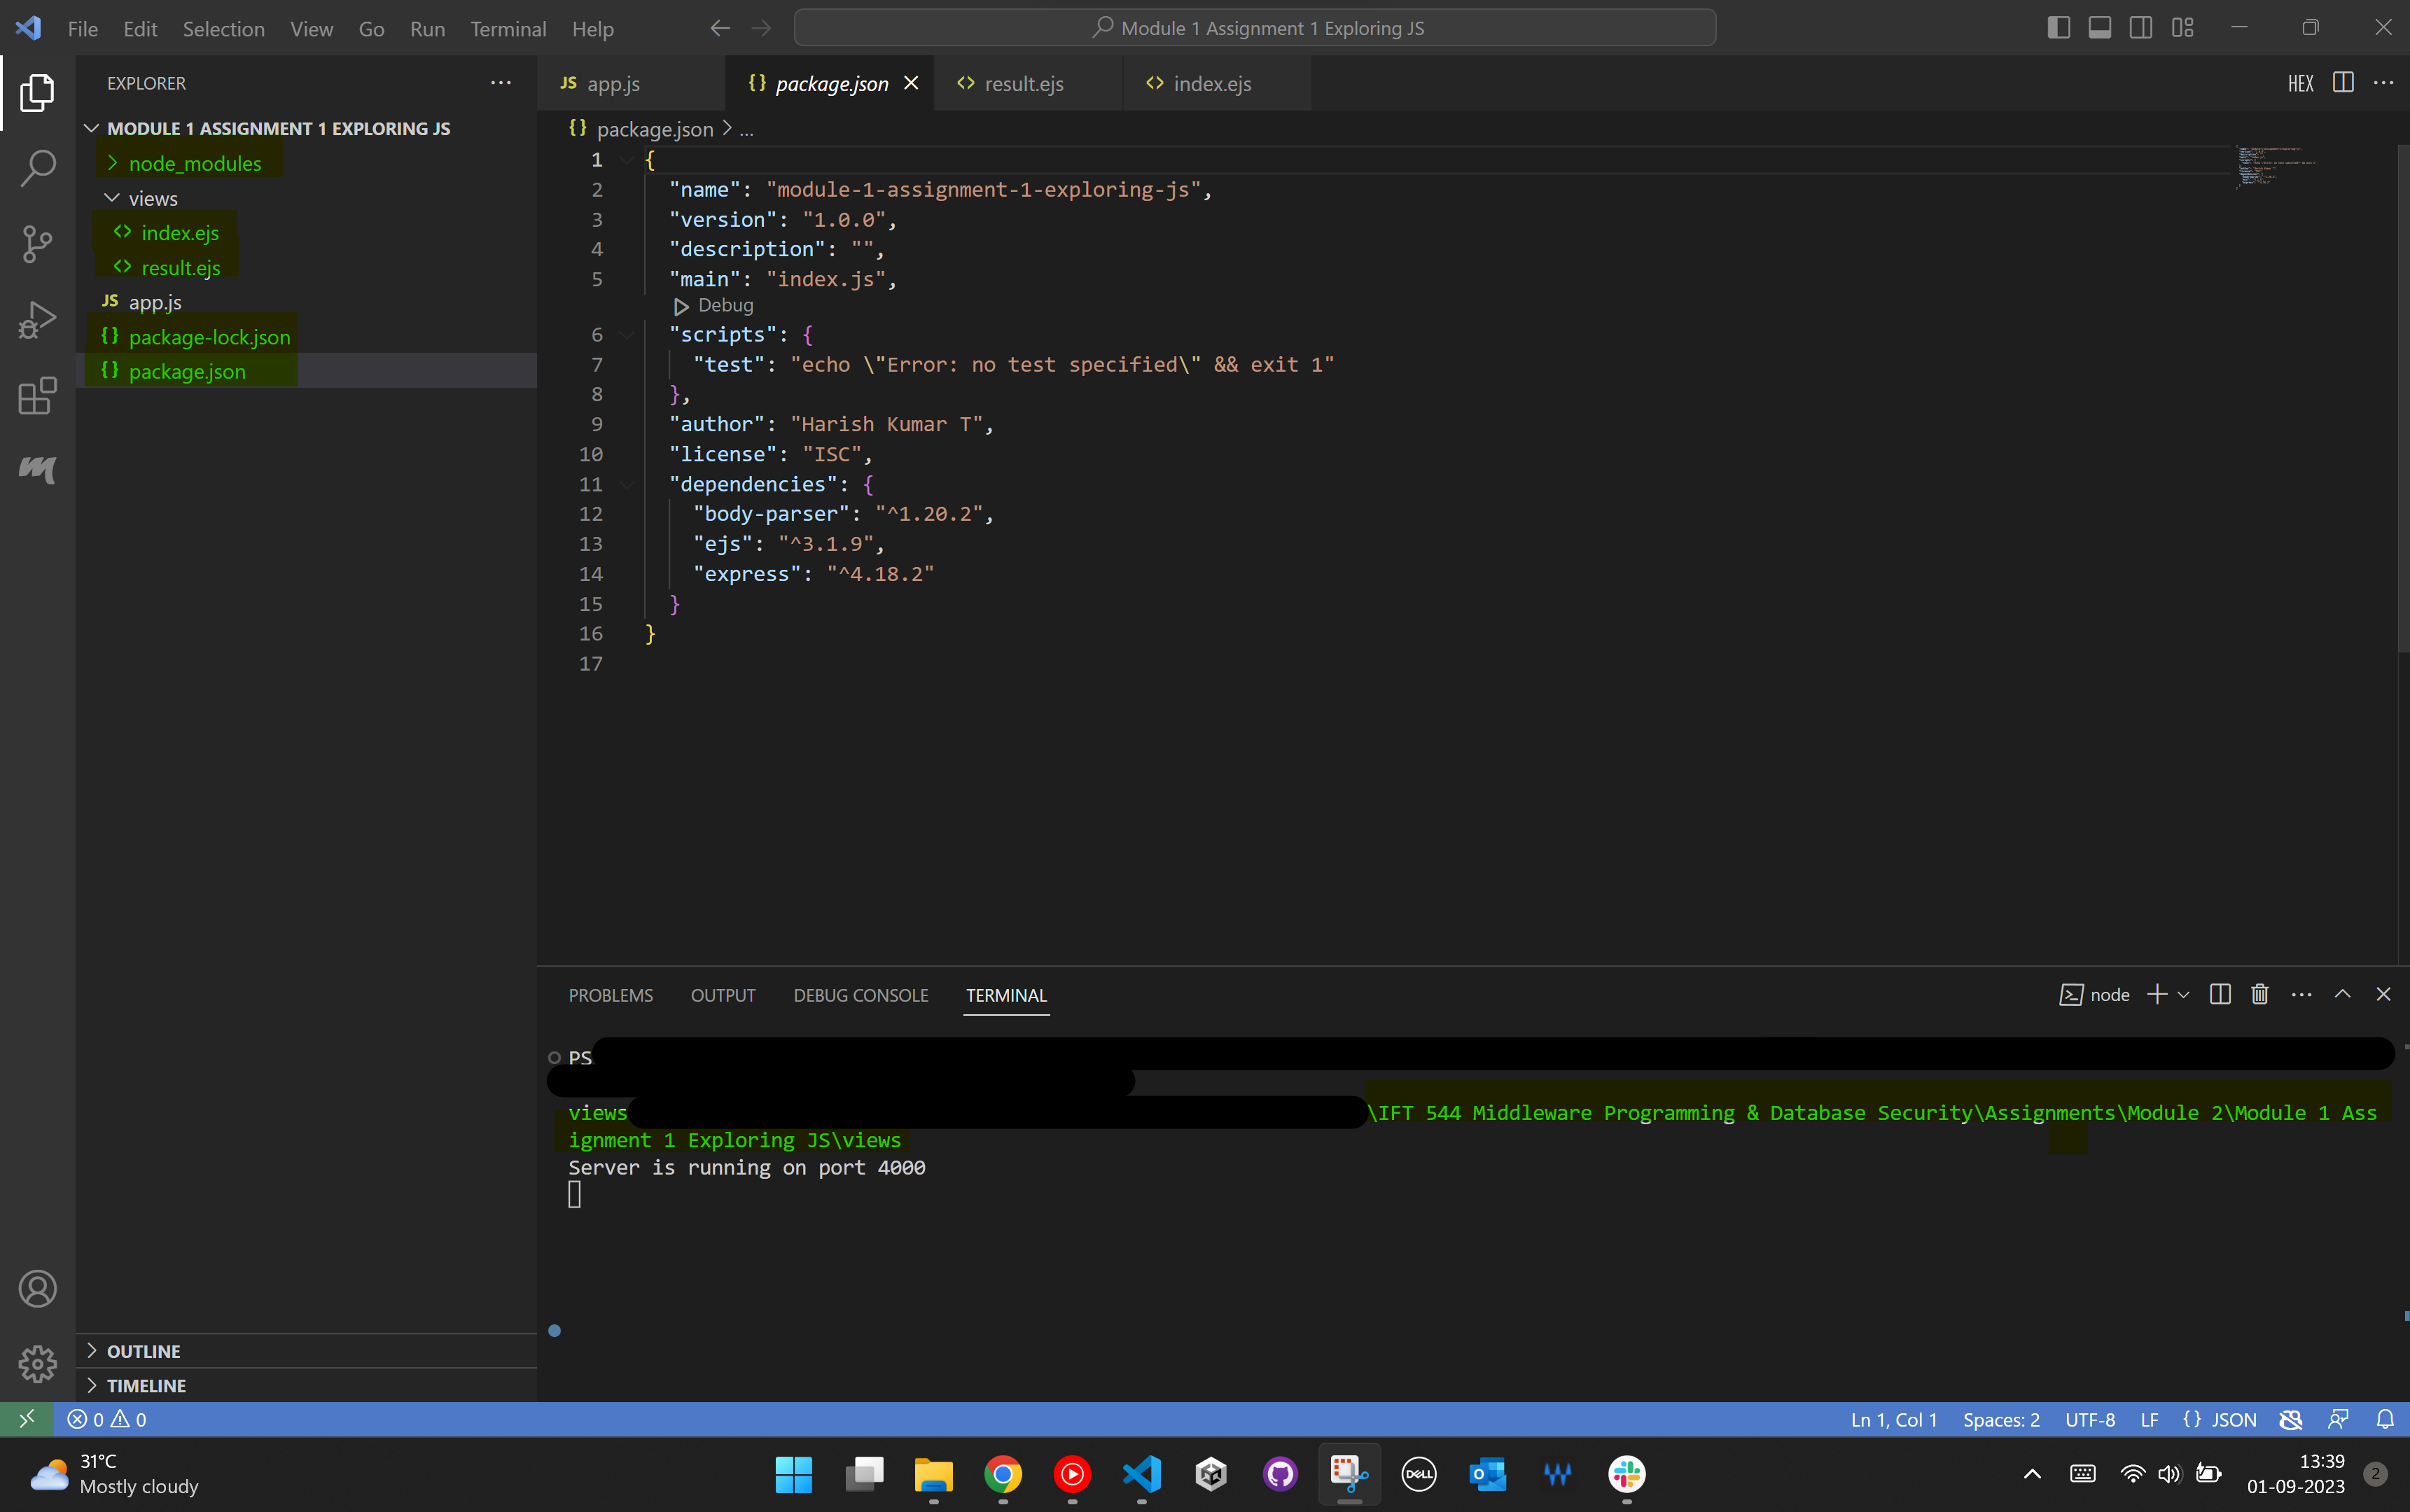 File Edit Selection View Go Run Terminal Help
Module 1 Assignment 1 Exploring JS
EXPLORER
JS app.js
{} package.json
<> result.ejs
<> index.ejs
HEX
MODULE 1 ASSIGNMENT 1 EXPLORING JS
node_modules
views
<> index.ejs
<> result.ejs
JS app.js
{} package-lock.json
{} package.json
{} package.json > ...
1 {
2 "name": "module-1-assignment-1-exploring-js",
3 "version": "1.0.0",
4 "description": "",
5 "main": "index.js",
Debug
6 "scripts": {
7 "test": "echo \"Error: no test specified\" && exit 1"
8 },
9 "author": "Harish Kumar T",
10 "license": "ISC",
11 "dependencies": {
12 "body-parser": "^1.20.2",
13 "ejs": "^3.1.9",
14 "express": "^4.18.2"
15 }
16 }
17
PROBLEMS OUTPUT DEBUG CONSOLE TERMINAL
node
PS
views \IFT 544 Middleware Programming & Database Security\Assignments\Module 2\Module 1 Ass
ignment 1 Exploring JS\views
Server is running on port 4000
OUTLINE
TIMELINE
0 0
Ln 1, Col 1 Spaces: 2 UTF-8 LF {} JSON
31°C
Mostly cloudy
DELL
13:39
01-09-2023
2